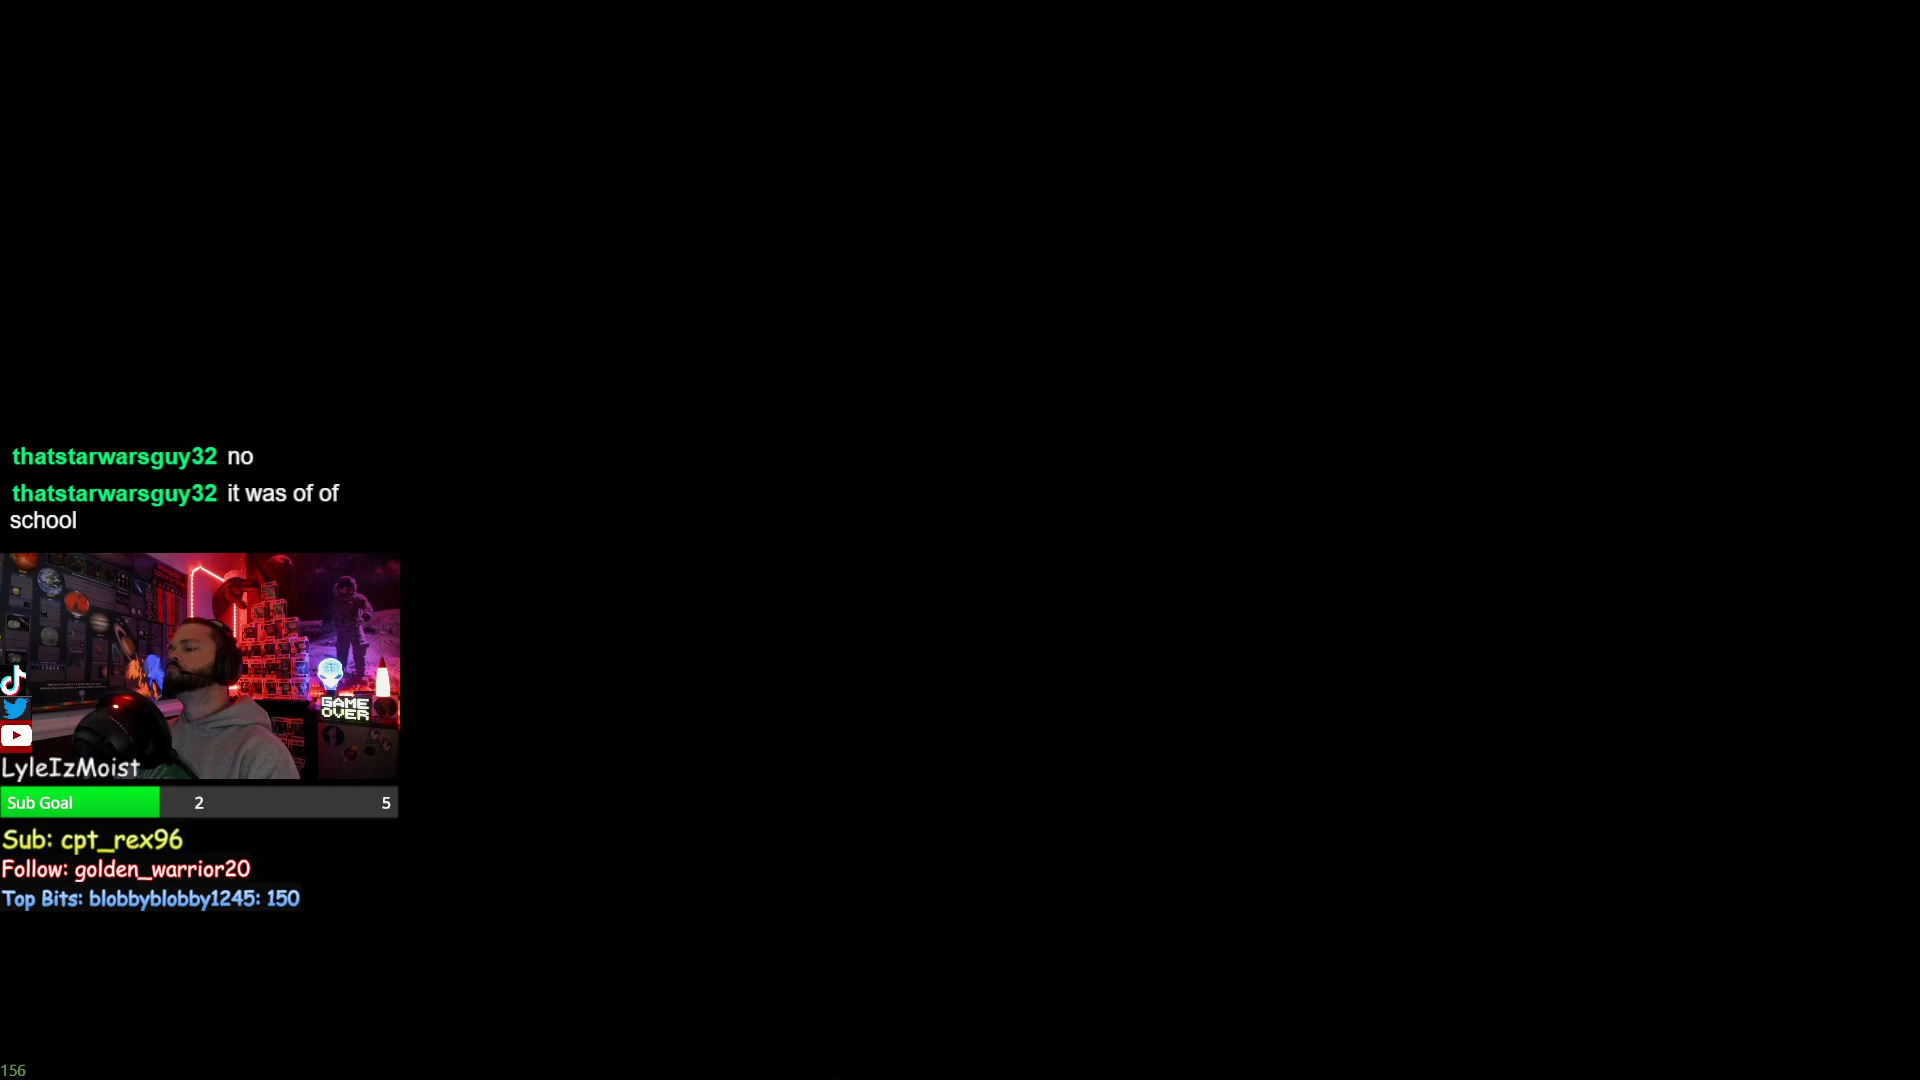 thatstarwarsguy32 no
thatstarwarsguy32 it was of of
school
GAME
OVER
LyleIzMoist
Sub Goal 2 5
Sub: cpt_rex96
Follow: golden_warrior20
Top Bits: blobbyblobby1245: 150
156